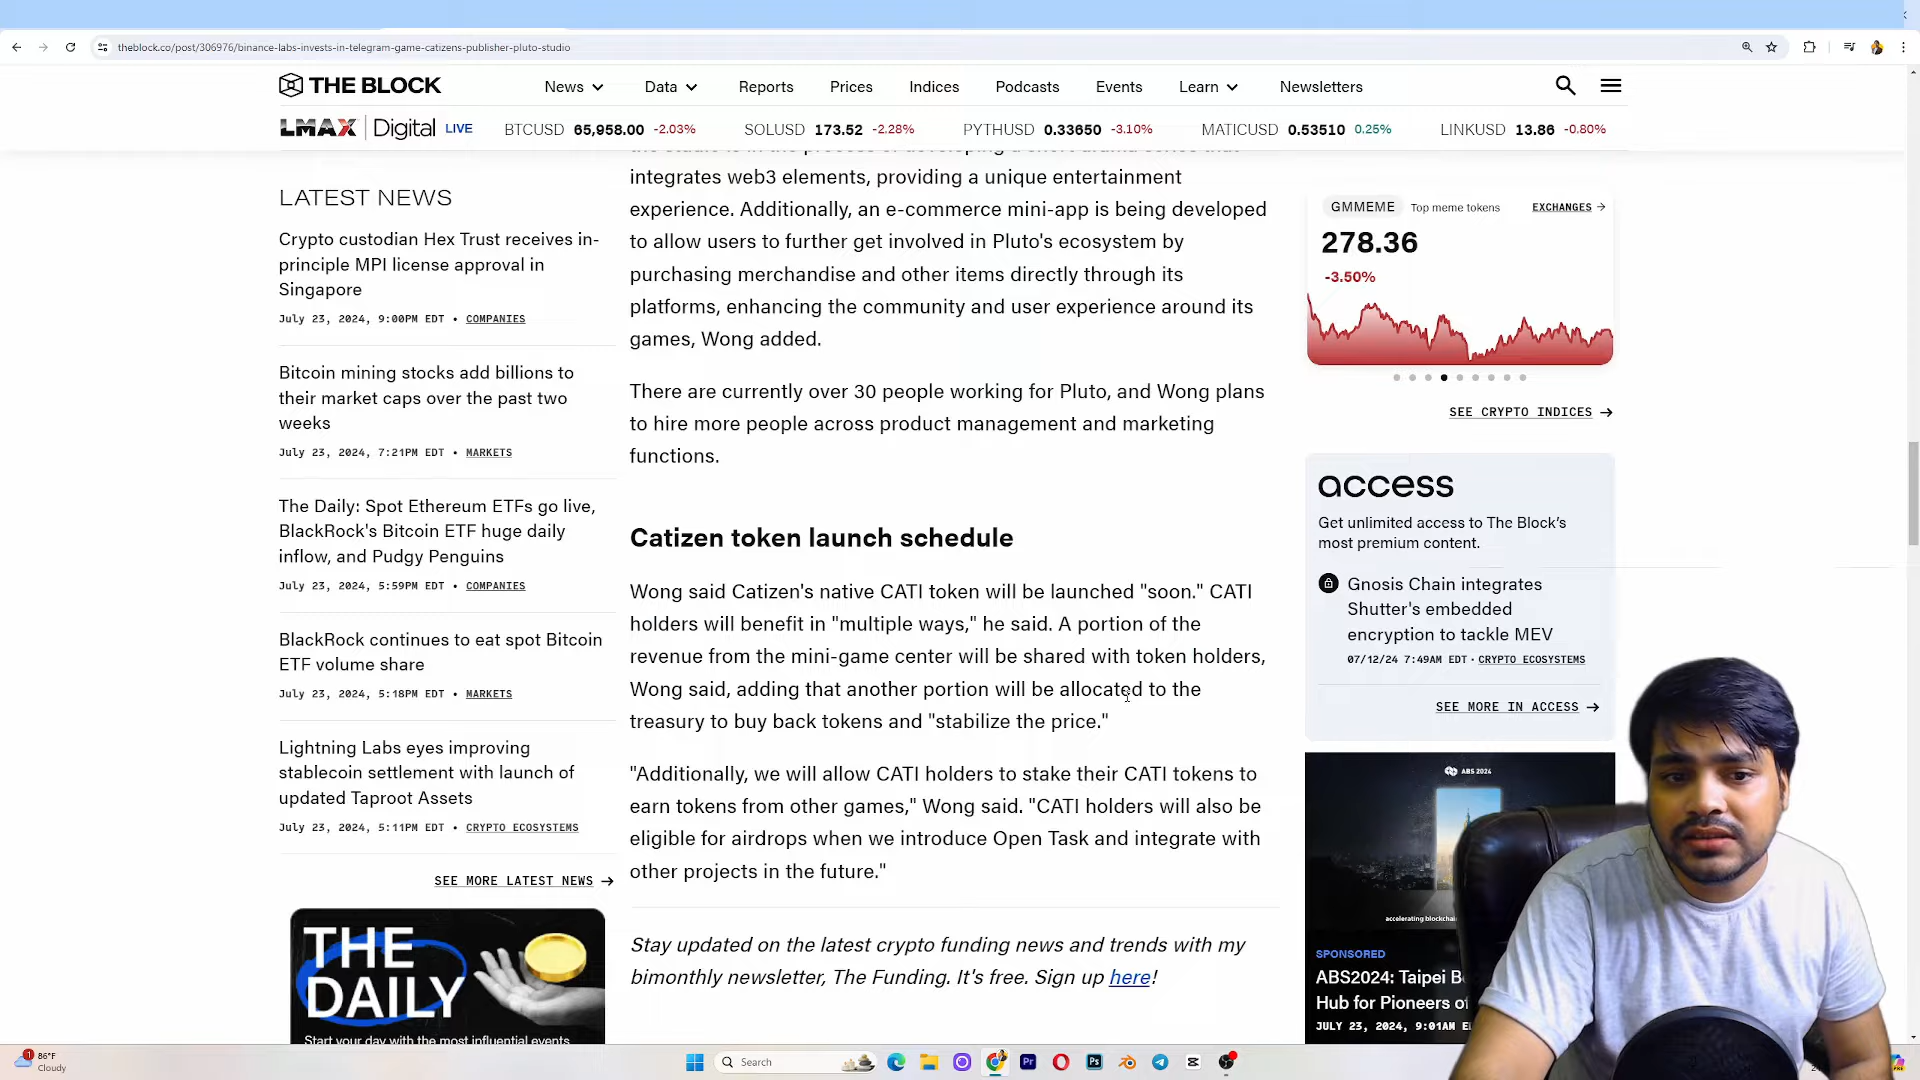 theblock.co/post/306976/binance-labs-invests-in-telegram-game-catizens-publisher-pluto-studio
THE BLOCK
News
Data
Reports
Prices
Indices
Podcasts
Events
Learn
Newsletters
LMAX Digital LIVE
BTCUSD 65,958.00 -2.03%
SOLUSD 173.52 -2.28%
PYTHUSD 0.33650 -3.10%
MATICUSD 0.53510 0.25%
LINKUSD 13.86 -0.80%
LATEST NEWS
Crypto custodian Hex Trust receives in-
principle MPI license approval in
Singapore
July 23, 2024, 9:00PM EDT • COMPANIES
Bitcoin mining stocks add billions to
their market caps over the past two
weeks
July 23, 2024, 7:21PM EDT • MARKETS
The Daily: Spot Ethereum ETFs go live,
BlackRock's Bitcoin ETF huge daily
inflow, and Pudgy Penguins
July 23, 2024, 5:59PM EDT • COMPANIES
BlackRock continues to eat spot Bitcoin
ETF volume share
July 23, 2024, 5:18PM EDT • MARKETS
Lightning Labs eyes improving
stablecoin settlement with launch of
updated Taproot Assets
July 23, 2024, 5:11PM EDT • CRYPTO ECOSYSTEMS
SEE MORE LATEST NEWS →
THE
DAILY
Start your day with the most influential events
the studio is in the process of developing a short drama series that
integrates web3 elements, providing a unique entertainment
experience. Additionally, an e-commerce mini-app is being developed
to allow users to further get involved in Pluto's ecosystem by
purchasing merchandise and other items directly through its
platforms, enhancing the community and user experience around its
games, Wong added.
There are currently over 30 people working for Pluto, and Wong plans
to hire more people across product management and marketing
functions.
Catizen token launch schedule
Wong said Catizen's native CATI token will be launched "soon." CATI
holders will benefit in "multiple ways," he said. A portion of the
revenue from the mini-game center will be shared with token holders,
Wong said, adding that another portion will be allocated to the
treasury to buy back tokens and "stabilize the price."
"Additionally, we will allow CATI holders to stake their CATI tokens to
earn tokens from other games," Wong said. "CATI holders will also be
eligible for airdrops when we introduce Open Task and integrate with
other projects in the future."
Stay updated on the latest crypto funding news and trends with my
bimonthly newsletter, The Funding. It's free. Sign up here!
GMMEME Top meme tokens EXCHANGES →
278.36
-3.50%
SEE CRYPTO INDICES →
access
Get unlimited access to The Block's
most premium content.
Gnosis Chain integrates
Shutter's embedded
encryption to tackle MEV
07/12/24 7:49AM EDT • CRYPTO ECOSYSTEMS
SEE MORE IN ACCESS →
ABS 2024
accelerating blockchai
SPONSORED
ABS2024: Taipei B
Hub for Pioneers o
JULY 23, 2024, 9:01AM E
1
86°F
Cloudy
Search
Pr
Ps